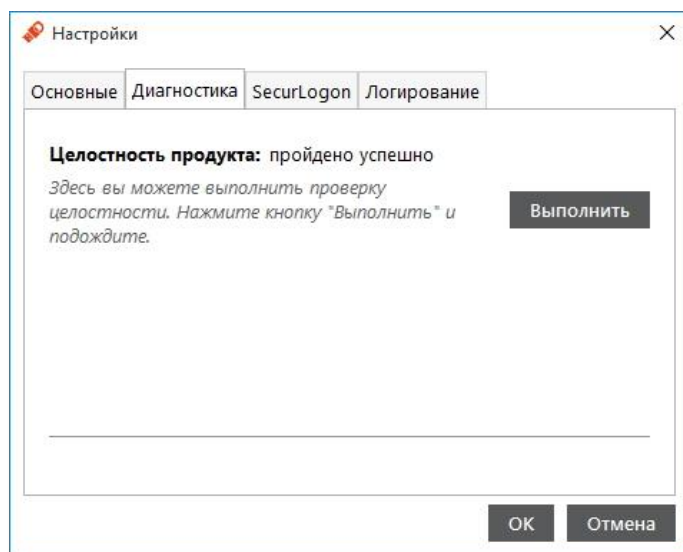 Настройки
Основные Диагностика SecurLogon Логирование
Целостность продукта: пройдено успешно
Здесь вы можете выполнить проверку
целостности. Нажмите кнопку "Выполнить" и
подождите.
Выполнить
ОК Отмена